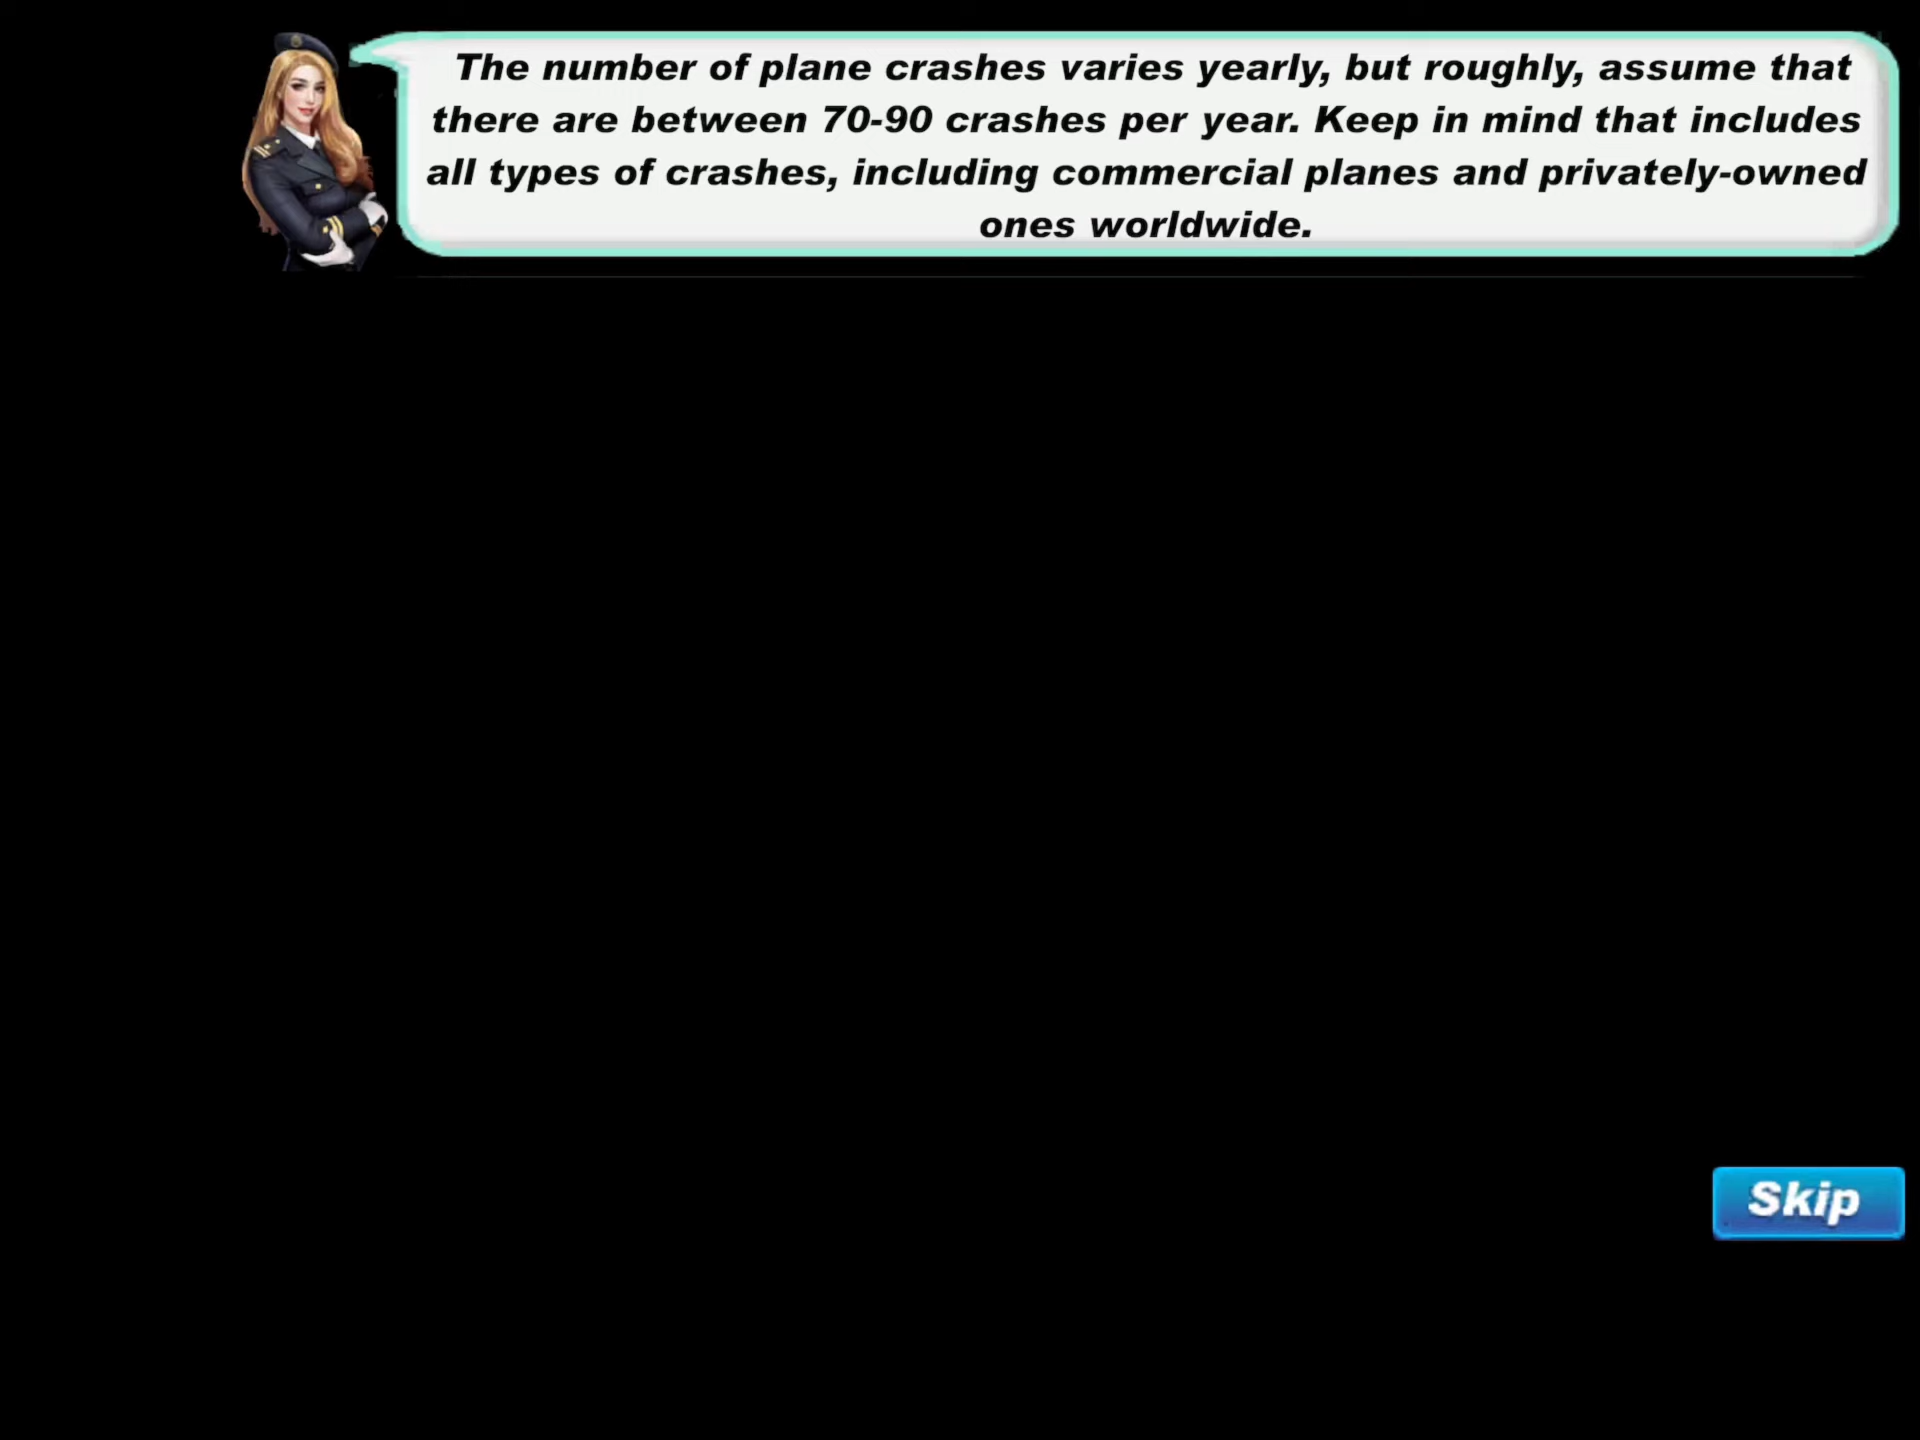 The number of plane crashes varies yearly, but roughly, assume that
there are between 70-90 crashes per year. Keep in mind that includes
all types of crashes, including commercial planes and privately-owned
ones worldwide.
Skip